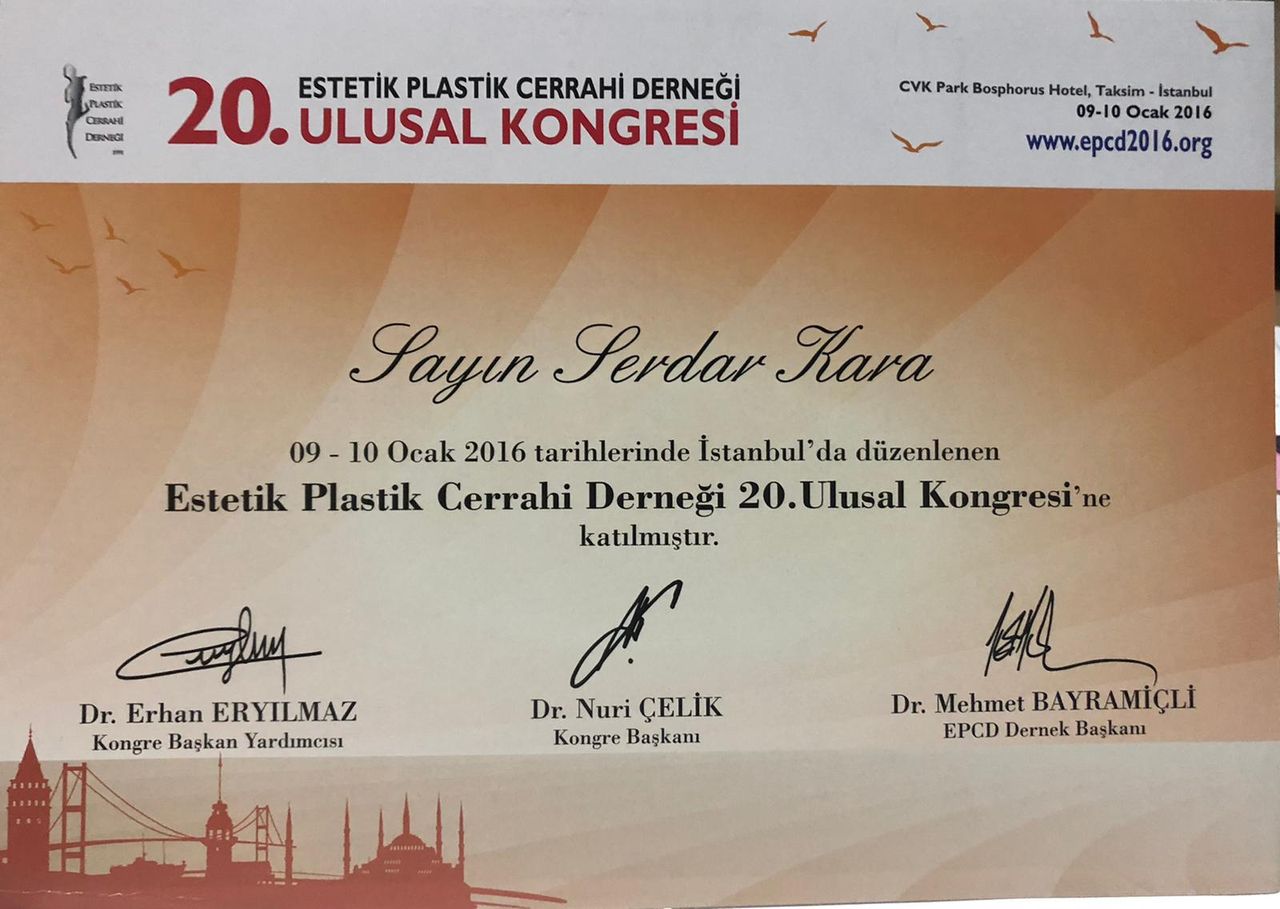 ESTETİK
PLASTİK
CERRAHİ
DERNEĞİ
20. ESTETİK PLASTİK CERRAHİ DERNEĞİ
ULUSAL KONGRESİ
CVK Park Bosphorus Hotel, Taksim - İstanbul
09-10 Ocak 2016
www.epcd2016.org
Sayın Serdar Kara
09 - 10 Ocak 2016 tarihlerinde İstanbul'da düzenlenen
Estetik Plastik Cerrahi Derneği 20.Ulusal Kongresi'ne
katılmıştır.
Dr. Erhan ERYILMAZ
Kongre Başkan Yardımcısı
Dr. Nuri ÇELİK
Kongre Başkanı
Dr. Mehmet BAYRAMİÇLİ
EPCD Dernek Başkanı